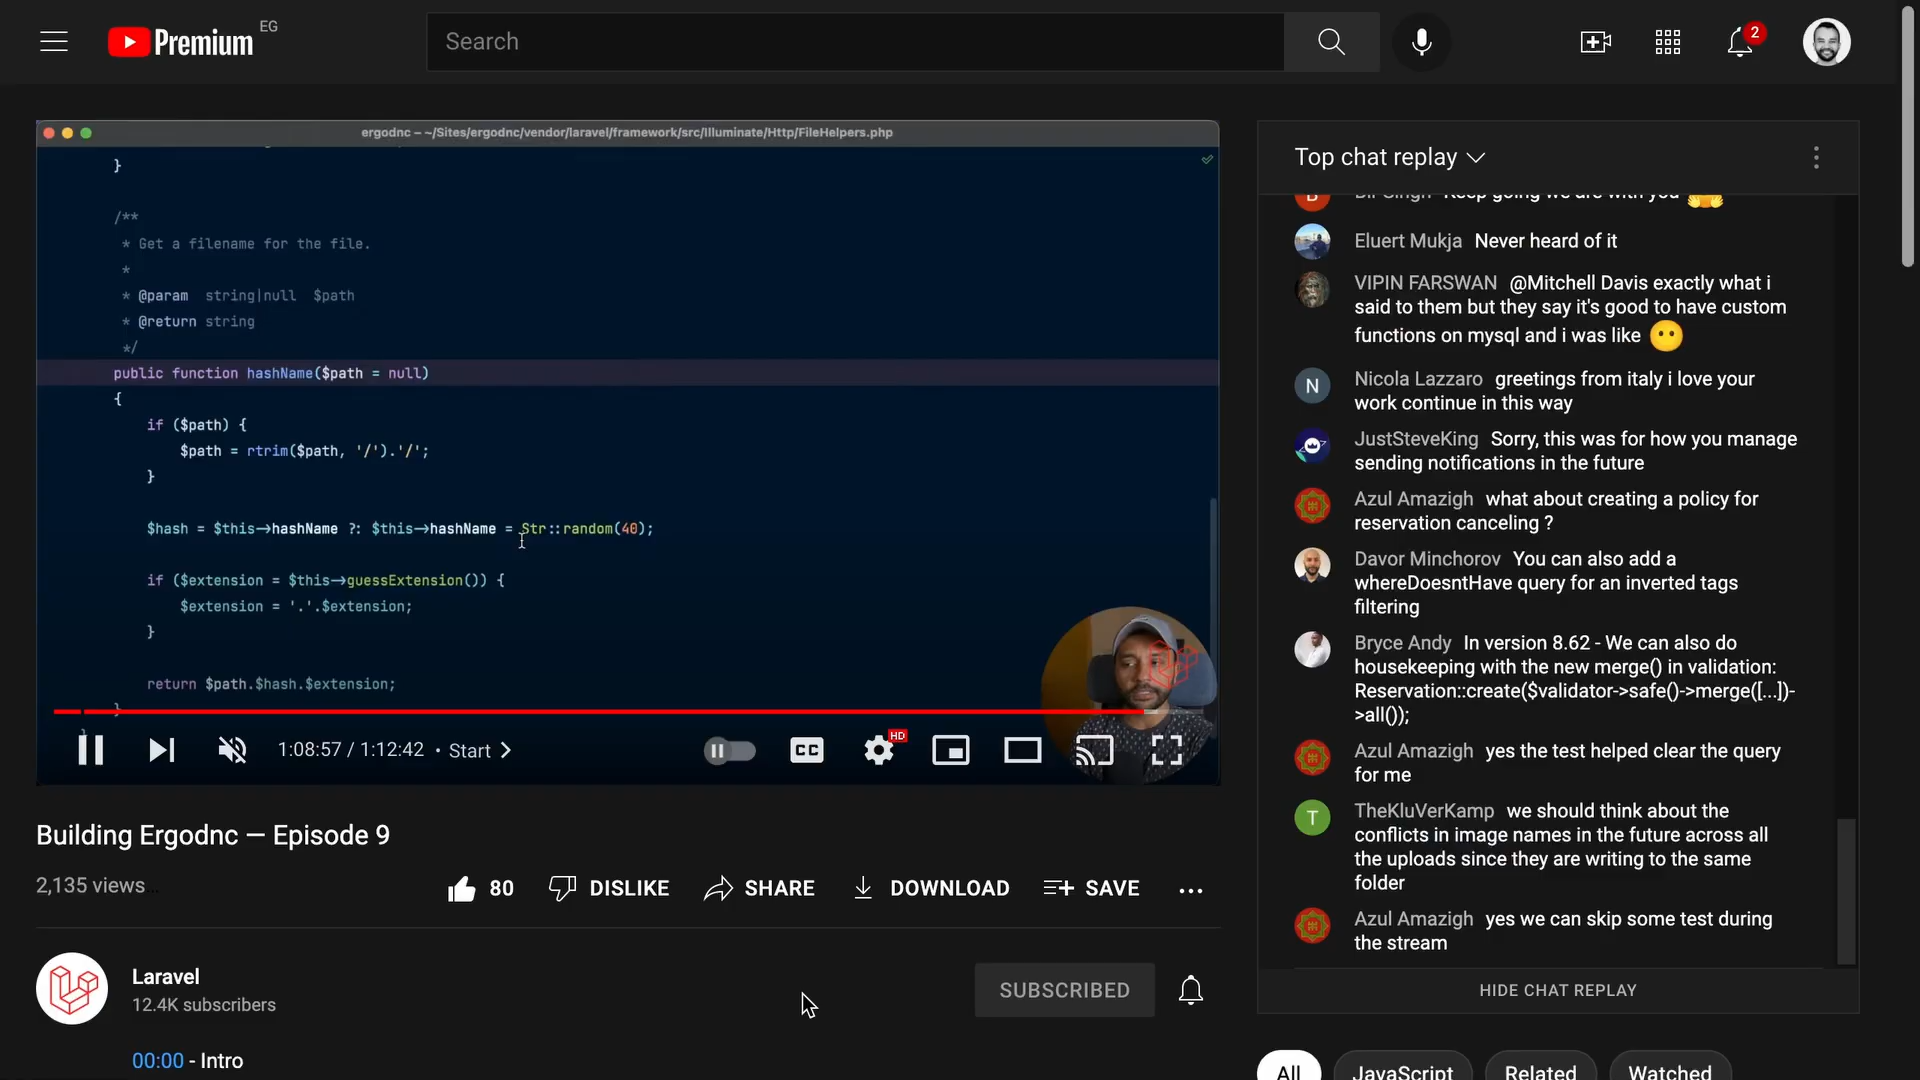 Premium
EG
Search
2
ergodnc – ~/Sites/ergodnc/vendor/laravel/framework/src/Illuminate/Http/FileHelpers.php
}
/**
* Get a filename for the file.
*
* @param string|null $path
* @return string
*/
public function hashName($path = null)
{
if ($path) {
$path = rtrim($path, '/').'/';
}
$hash = $this->hashName ?: $this->hashName = Str::random(40);
if ($extension = $this->guessExtension()) {
$extension = '.'.$extension;
}
return $path.$hash.$extension;
}
1:08:57 / 1:12:42 • Start
CC
HD
Building Ergodnc — Episode 9
2,135 views
80
DISLIKE
SHARE
DOWNLOAD
SAVE
Laravel
12.4K subscribers
SUBSCRIBED
00:00 - Intro
Top chat replay
B
Keep going we are with you
Eluert Mukja Never heard of it
VIPIN FARSWAN @Mitchell Davis exactly what i
said to them but they say it's good to have custom
functions on mysql and i was like
N
Nicola Lazzaro greetings from italy i love your
work continue in this way
JustSteveKing Sorry, this was for how you manage
sending notifications in the future
Azul Amazigh what about creating a policy for
reservation canceling ?
Davor Minchorov You can also add a
whereDoesntHave query for an inverted tags
filtering
Bryce Andy In version 8.62 - We can also do
housekeeping with the new merge() in validation:
Reservation::create($validator->safe()->merge([...])-
>all());
Azul Amazigh yes the test helped clear the query
for me
T
TheKluVerKamp we should think about the
conflicts in image names in the future across all
the uploads since they are writing to the same
folder
Azul Amazigh yes we can skip some test during
the stream
HIDE CHAT REPLAY
All
JavaScript
Related
Watched